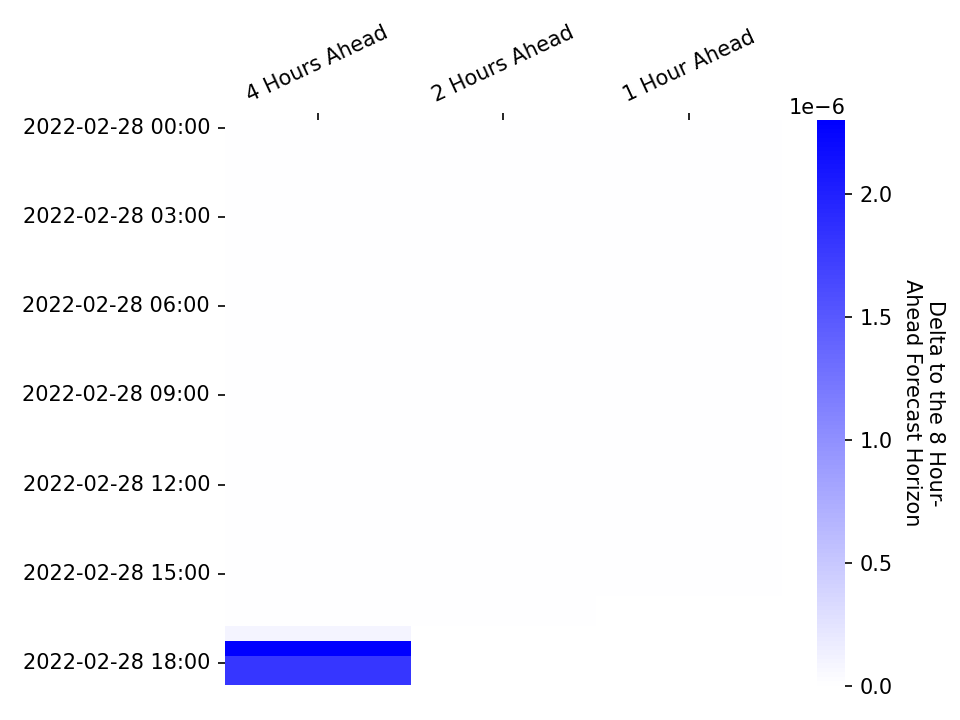 4 Hours Ahead
2 Hours Ahead
1 Hour Ahead
1e−6
2022-02-28 00:00
2022-02-28 03:00
2022-02-28 06:00
2022-02-28 09:00
2022-02-28 12:00
2022-02-28 15:00
2022-02-28 18:00
2.0
1.5
1.0
0.5
0.0
Delta to the 8 Hour-
Ahead Forecast Horizon